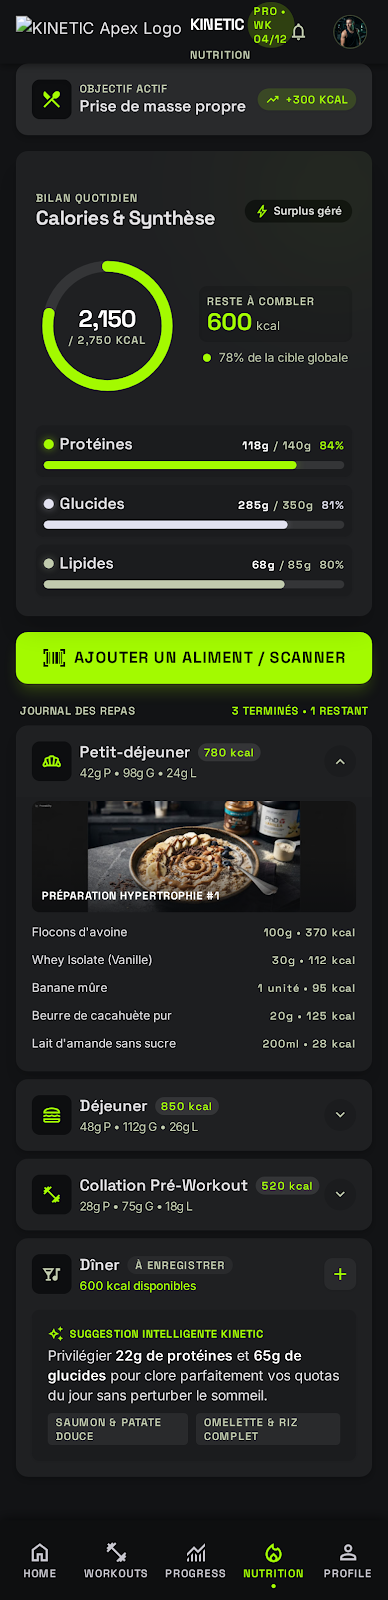 KINETIC Apex Logo
KINETIC
PRO •
WK
04/12
NUTRITION
OBJECTIF ACTIF
Prise de masse propre
+300 KCAL
BILAN QUOTIDIEN
Calories & Synthèse
Surplus géré
2,150
/ 2,750 KCAL
RESTE À COMBLER
600 kcal
78% de la cible globale
Protéines 118g / 140g 84%
Glucides 285g / 350g 81%
Lipides 68g / 85g 80%
AJOUTER UN ALIMENT / SCANNER
JOURNAL DES REPAS
3 TERMINÉS • 1 RESTANT
Petit-déjeuner 780 kcal
42g P • 98g G • 24g L
PRÉPARATION HYPERTROPHIE #1
Flocons d'avoine 100g • 370 kcal
Whey Isolate (Vanille) 30g • 112 kcal
Banane mûre 1 unité • 95 kcal
Beurre de cacahuète pur 20g • 125 kcal
Lait d'amande sans sucre 200ml • 28 kcal
Déjeuner 850 kcal
48g P • 112g G • 26g L
Collation Pré-Workout 520 kcal
28g P • 75g G • 18g L
Dîner À ENREGISTRER
600 kcal disponibles
SUGGESTION INTELLIGENTE KINETIC
Privilégier 22g de protéines et 65g de
glucides pour clore parfaitement vos quotas
du jour sans perturber le sommeil.
SAUMON & PATATE
DOUCE
OMELETTE & RIZ
COMPLET
HOME
WORKOUTS
PROGRESS
NUTRITION
PROFILE